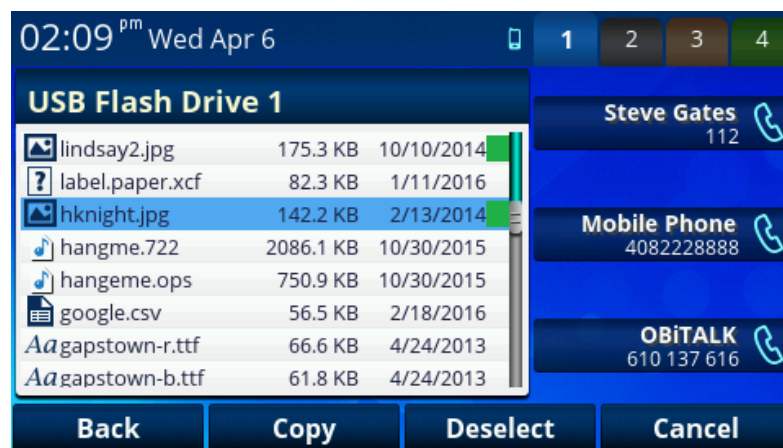 02:09 pm Wed Apr 6
1 2 3 4
USB Flash Drive 1
lindsay2.jpg 175.3 KB 10/10/2014
? label.paper.xcf 82.3 KB 1/11/2016
hknight.jpg 142.2 KB 2/13/2014
hangme.722 2086.1 KB 10/30/2015
hangeme.ops 750.9 KB 10/30/2015
google.csv 56.5 KB 2/18/2016
Aa gapstown-r.ttf 66.6 KB 4/24/2013
Aa gapstown-b.ttf 61.8 KB 4/24/2013
Steve Gates
112
Mobile Phone
4082228888
OBiTALK
610 137 616
Back Copy Deselect Cancel